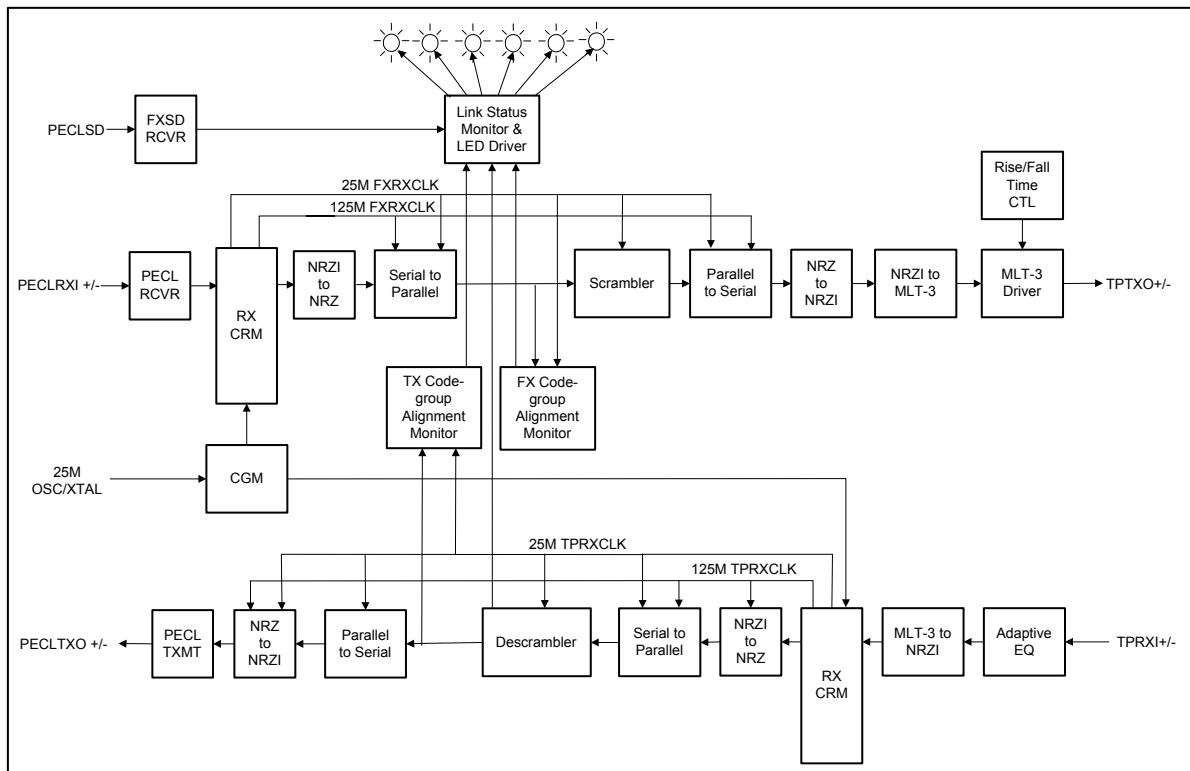 PECLSD
FXSD
RCVR
Link Status
Monitor &
LED Driver
Rise/Fall
Time
CTL
25M FXRXCLK
125M FXRXCLK
PECLRXI +/-
PECL
RCVR
RX
CRM
NRZI
to
NRZ
Serial to
Parallel
Scrambler
Parallel
to Serial
NRZ
to
NRZI
NRZI to
MLT-3
MLT-3
Driver
TPTXO+/-
TX Code-
group
Alignment
Monitor
FX Code-
group
Alignment
Monitor
25M
OSC/XTAL
CGM
25M TPRXCLK
125M TPRXCLK
PECLTXO +/-
PECL
TXMT
NRZ
to
NRZI
Parallel
to Serial
Descrambler
Serial to
Parallel
NRZI
to
NRZ
RX
CRM
MLT-3 to
NRZI
Adaptive
EQ
TPRXI+/-